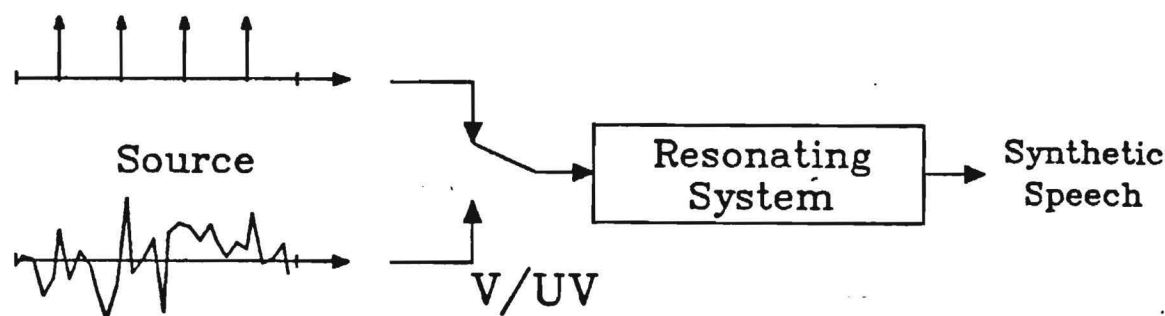 Source
V/UV
Resonating
System
Synthetic
Speech